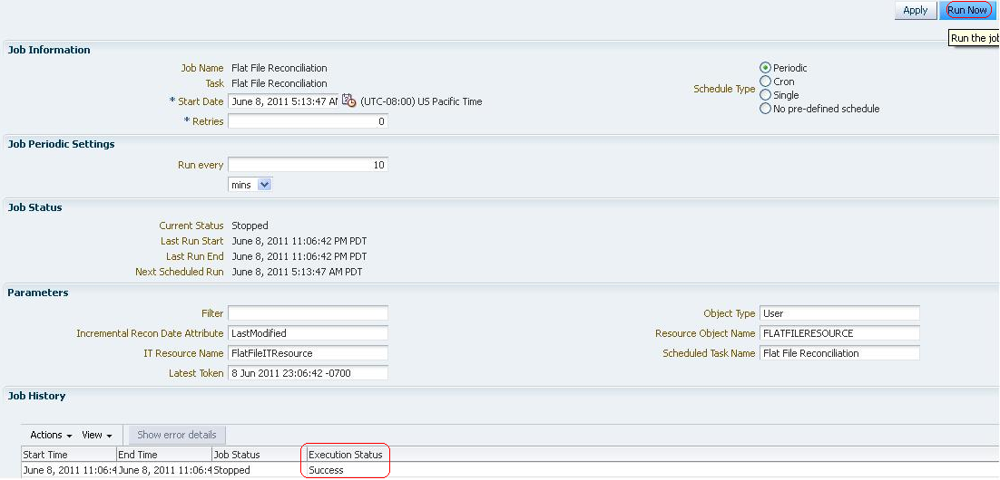 Apply Run Now
Run the job
Job Information
Job Name Flat File Reconciliation
Task Flat File Reconciliation
* Start Date June 8, 2011 5:13:47 AM (UTC-08:00) US Pacific Time
* Retries 0
Schedule Type
Periodic
Cron
Single
No pre-defined schedule
Job Periodic Settings
Run every 10
mins
Job Status
Current Status Stopped
Last Run Start June 8, 2011 11:06:42 PM PDT
Last Run End June 8, 2011 11:06:42 PM PDT
Next Scheduled Run June 8, 2011 5:13:47 AM PDT
Parameters
Filter
Object Type User
Incremental Recon Date Attribute LastModified
Resource Object Name FLATFILERESOURCE
IT Resource Name FlatFileITResource
Scheduled Task Name Flat File Reconciliation
Latest Token 8 Jun 2011 23:06:42 -0700
Job History
Actions View Show error details
Start Time End Time Job Status Execution Status
June 8, 2011 11:06:4 June 8, 2011 11:06:4 Stopped Success